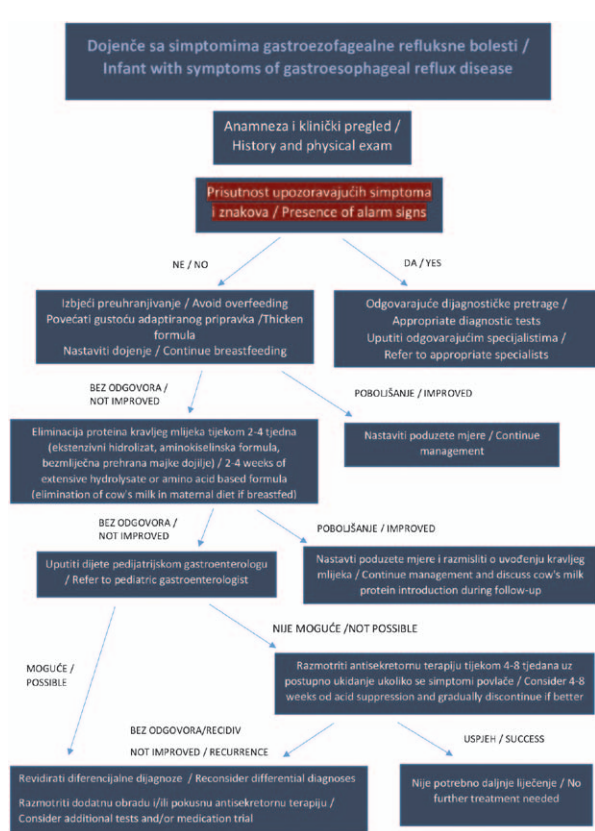 Dojenče sa simptomima gastroezofagealne refluksne bolesti /
Infant with symptoms of gastroesophageal reflux disease
Anamneza i klinički pregled /
History and physical exam
Prisutnost upozoravajućih simptoma
i znakova / Presence of alarm signs
NE / NO
DA / YES
Izbjeći preuhranjivanje / Avoid overfeeding
Povećati gustoću adaptiranog pripravka /Thicken
formula
Nastaviti dojenje / Continue breastfeeding
Odgovarajuće dijagnostičke pretrage /
Appropriate diagnostic tests
Uputiti odgovarajućim specijalistima /
Refer to appropriate specialists
BEZ ODGOVORA /
NOT IMPROVED
POBOLJŠANJE / IMPROVED
Eliminacija proteina kravljeg mlijeka tijekom 2-4 tjedna
(ekstenzivni hidrolizat, aminokiselinska formula,
bezmliječna prehrana majke dojilje) / 2-4 weeks of
extensive hydrolysate or amino acid based formula
(elimination of cow's milk in maternal diet if breastfed)
Nastaviti poduzete mjere / Continue
management
BEZ ODGOVORA /
NOT IMPROVED
POBOLJŠANJE / IMPROVED
Uputiti dijete pedijatrijskom gastroenterologu
/ Refer to pediatric gastroenterologist
Nastavti poduzete mjere i razmisliti o uvođenju kravljeg
mlijeka / Continue management and discuss cow's milk
protein introduction during follow-up
NIJE MOGUĆE /NOT POSSIBLE
MOGUĆE /
POSSIBLE
Razmotriti antisekretornu terapiju tijekom 4-8 tjedana uz
postupno ukidanje ukoliko se simptomi povlače / Consider 4-8
weeks of acid suppression and gradually discontinue if better
BEZ ODGOVORA/RECIDIV
NOT IMPROVED / RECURRENCE
USPJEH / SUCCESS
Revidirati diferencijalne dijagnoze / Reconsider differential diagnoses
Razmotriti dodatnu obradu i/ili pokusnu antisekretornu terapiju /
Consider additional tests and/or medication trial
Nije potrebno daljnje liječenje / No
further treatment needed